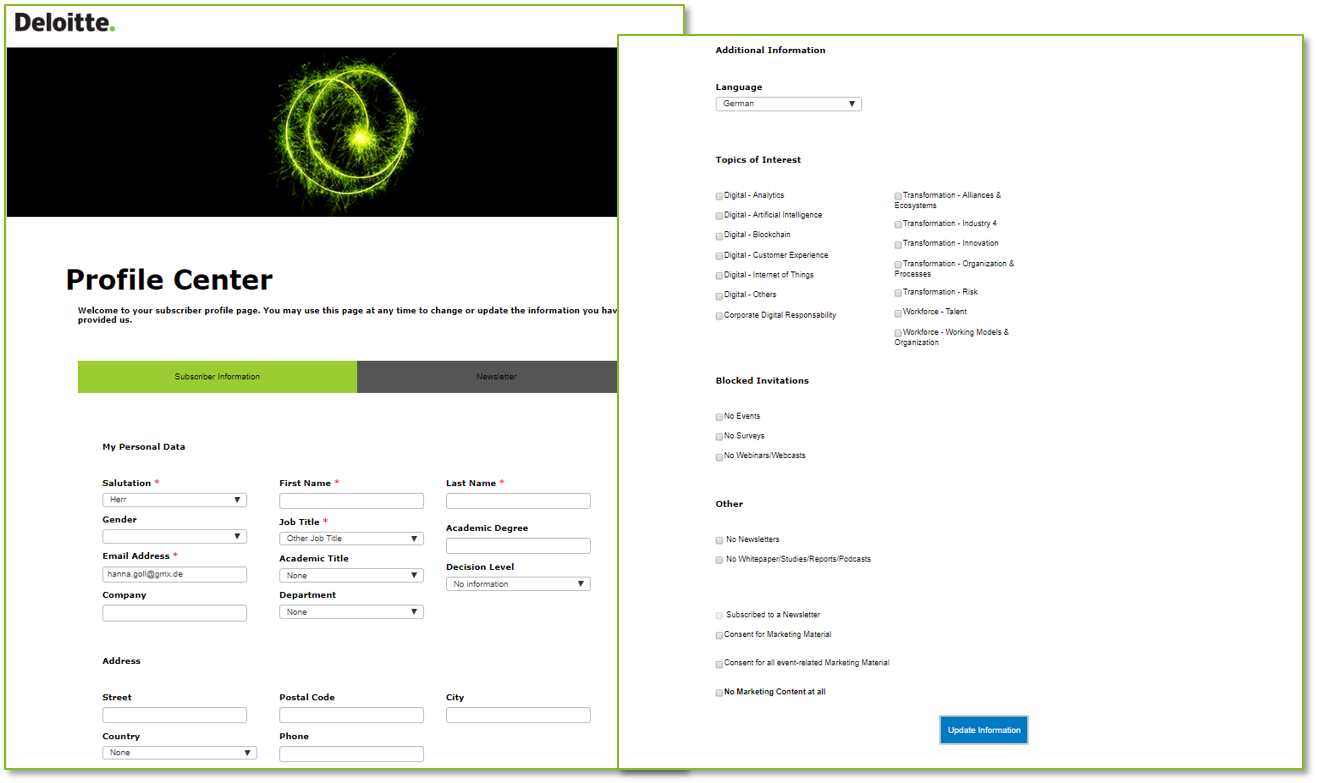 Deloitte.
Profile Center
Welcome to your subscriber profile page. You may use this page at any time to change or update the information you hav
provided us.
Subscriber Information
Newsletter
My Personal Data
Salutation *
First Name *
Last Name *
Herr
Gender
Job Title *
Academic Degree
Other Job Title
Email Address *
Academic Title
hanna.goll@gmx.de
None
Decision Level
No information
Company
Department
None
Address
Street
Postal Code
City
Country
Phone
None
Additional Information
Language
German
Topics of Interest
Digital - Analytics
Digital - Artificial Intelligence
Digital - Blockchain
Digital - Customer Experience
Digital - Internet of Things
Digital - Others
Corporate Digital Responsability
Transformation - Alliances &
Ecosystems
Transformation - Industry 4
Transformation - Innovation
Transformation - Organization &
Processes
Transformation - Risk
Workforce - Talent
Workforce - Working Models &
Organization
Blocked Invitations
No Events
No Surveys
No Webinars/Webcasts
Other
No Newsletters
No Whitepaper/Studies/Reports/Podcasts
Subscribed to a Newsletter
Consent for Marketing Material
Consent for all event-related Marketing Material
No Marketing Content at all
Update Information